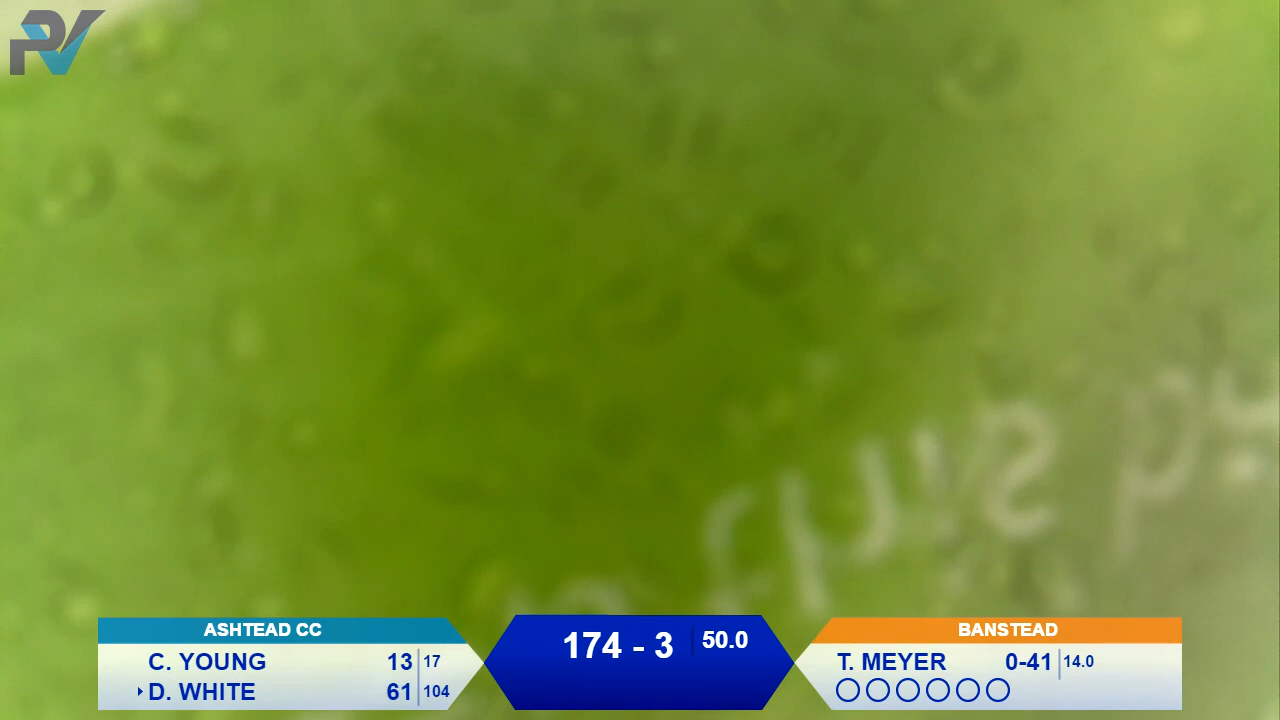 PV
ASHTEAD CC
C. YOUNG 13 17
D. WHITE 61 104
174 - 3 50.0
BANSTEAD
T. MEYER 0-41 14.0